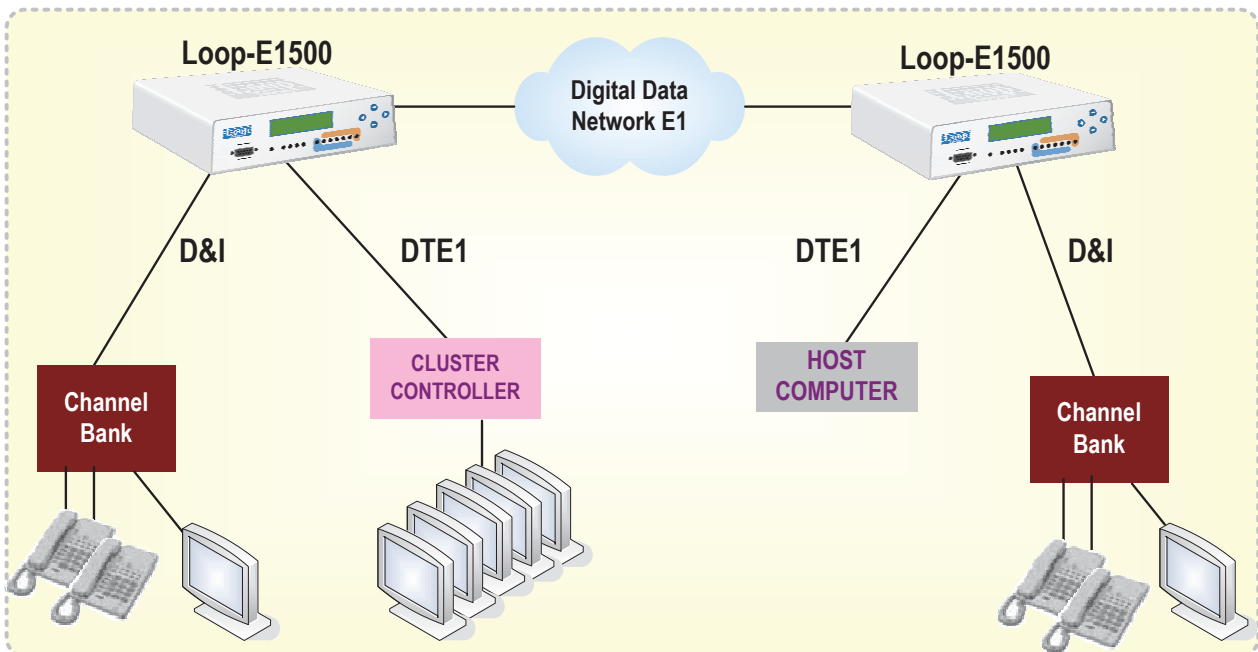 Loop-E1500
Loop-E1500
Digital Data
Network E1
D&I
DTE1
DTE1
D&I
CLUSTER
CONTROLLER
HOST
COMPUTER
Channel
Bank
Channel
Bank